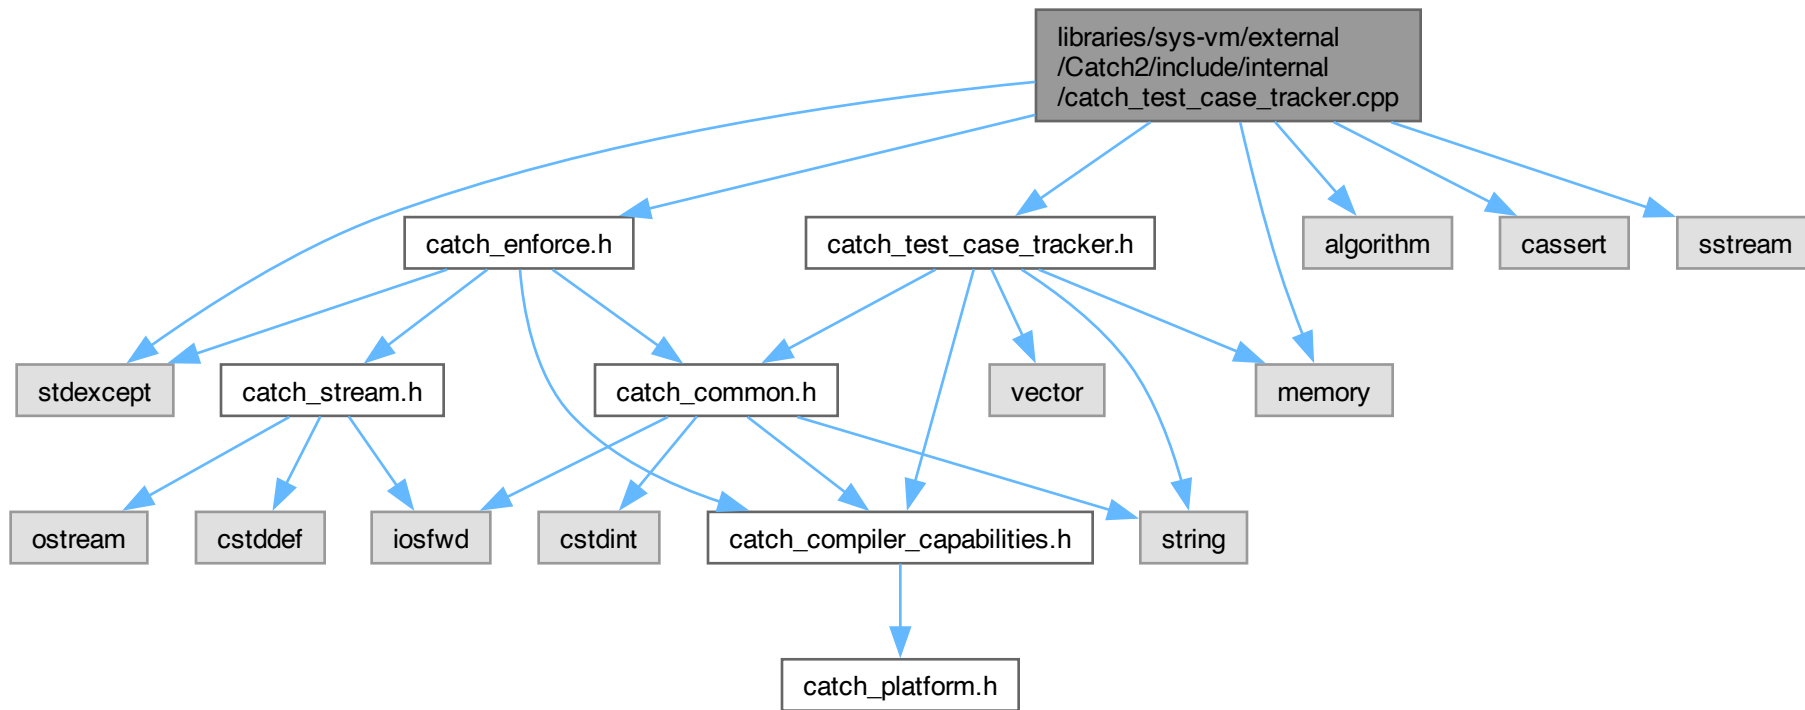 libraries/sys-vm/external
/Catch2/include/internal
/catch_test_case_tracker.cpp
catch_enforce.h
catch_test_case_tracker.h
algorithm
cassert
sstream
stdexcept
catch_stream.h
catch_common.h
vector
memory
ostream
cstddef
iosfwd
cstdint
catch_compiler_capabilities.h
string
catch_platform.h